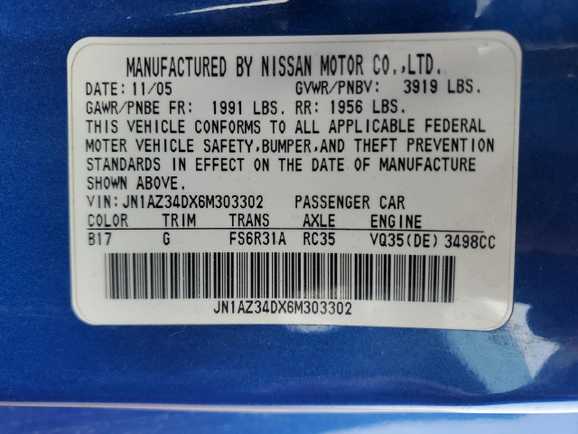 MANUFACTURED BY NISSAN MOTOR CO.,LTD.
DATE: 11/05 GVWR/PNBV: 3919 LBS.
GAWR/PNBE FR: 1991 LBS. RR: 1956 LBS.
THIS VEHICLE CONFORMS TO ALL APPLICABLE FEDERAL
MOTER VEHICLE SAFETY,BUMPER,AND THEFT PREVENTION
STANDARDS IN EFFECT ON THE DATE OF MANUFACTURE
SHOWN ABOVE.
VIN:JN1AZ34DX6M303302 PASSENGER CAR
COLOR TRIM TRANS AXLE ENGINE
B17 G FS6R31A RC35 VQ35(DE) 3498CC
JN1AZ34DX6M303302